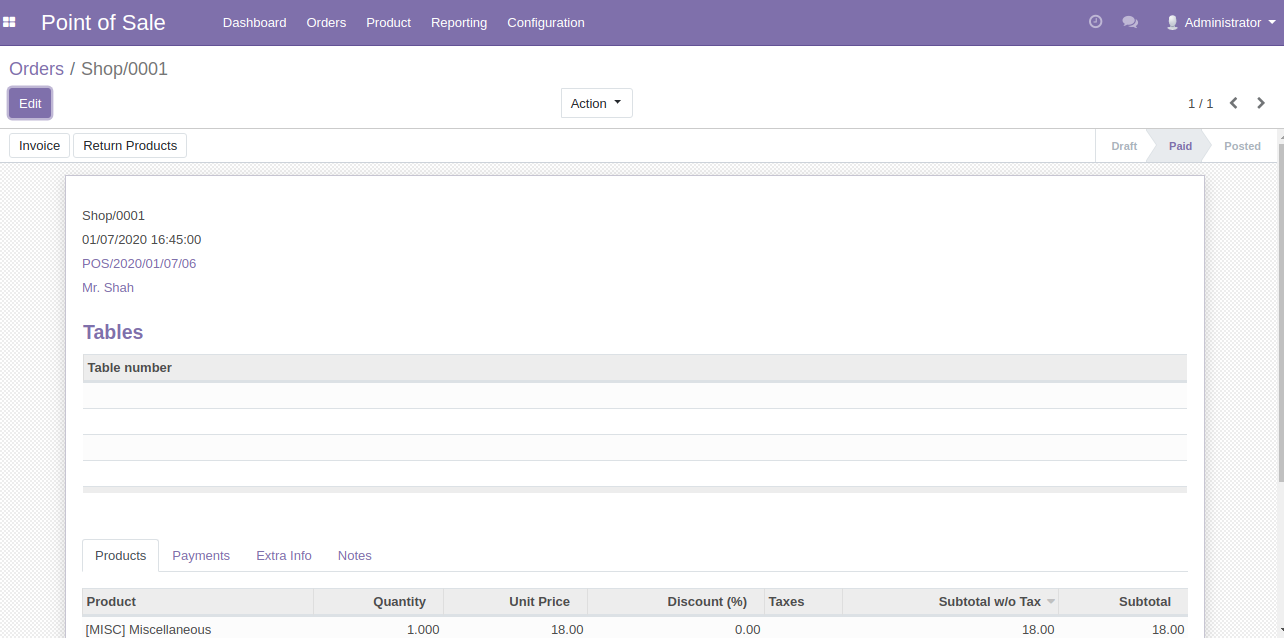 Point of Sale Dashboard Orders Product Reporting Configuration Administrator
Orders / Shop/0001
Edit Action 1 / 1
Invoice Return Products Draft Paid Posted
Shop/0001
01/07/2020 16:45:00
POS/2020/01/07/06
Mr. Shah
Tables
Table number
Products Payments Extra Info Notes
Product Quantity Unit Price Discount (%) Taxes Subtotal w/o Tax Subtotal
[MISC] Miscellaneous 1.000 18.00 0.00 18.00 18.00